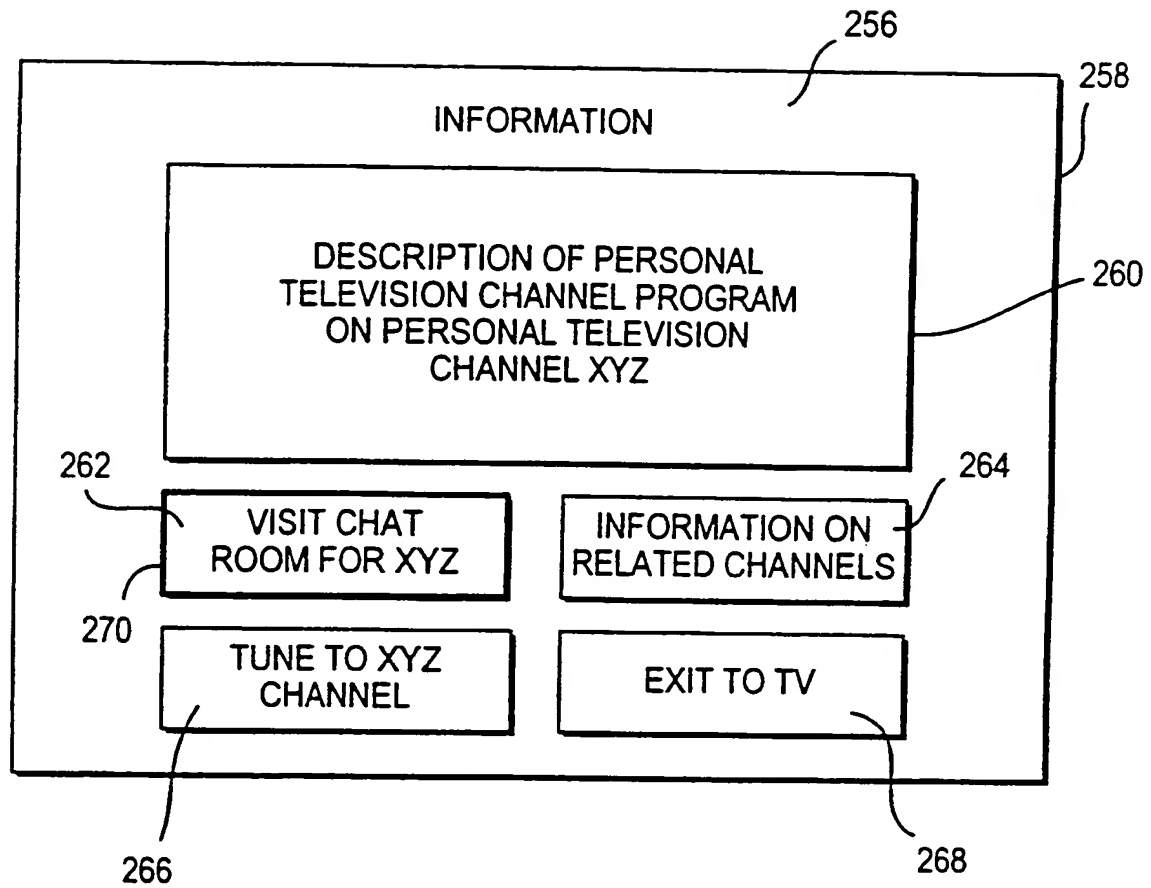 256
258
INFORMATION
DESCRIPTION OF PERSONAL
TELEVISION CHANNEL PROGRAM
ON PERSONAL TELEVISION
CHANNEL XYZ
260
262
264
VISIT CHAT
ROOM FOR XYZ
INFORMATION ON
RELATED CHANNELS
270
TUNE TO XYZ
CHANNEL
EXIT TO TV
266
268